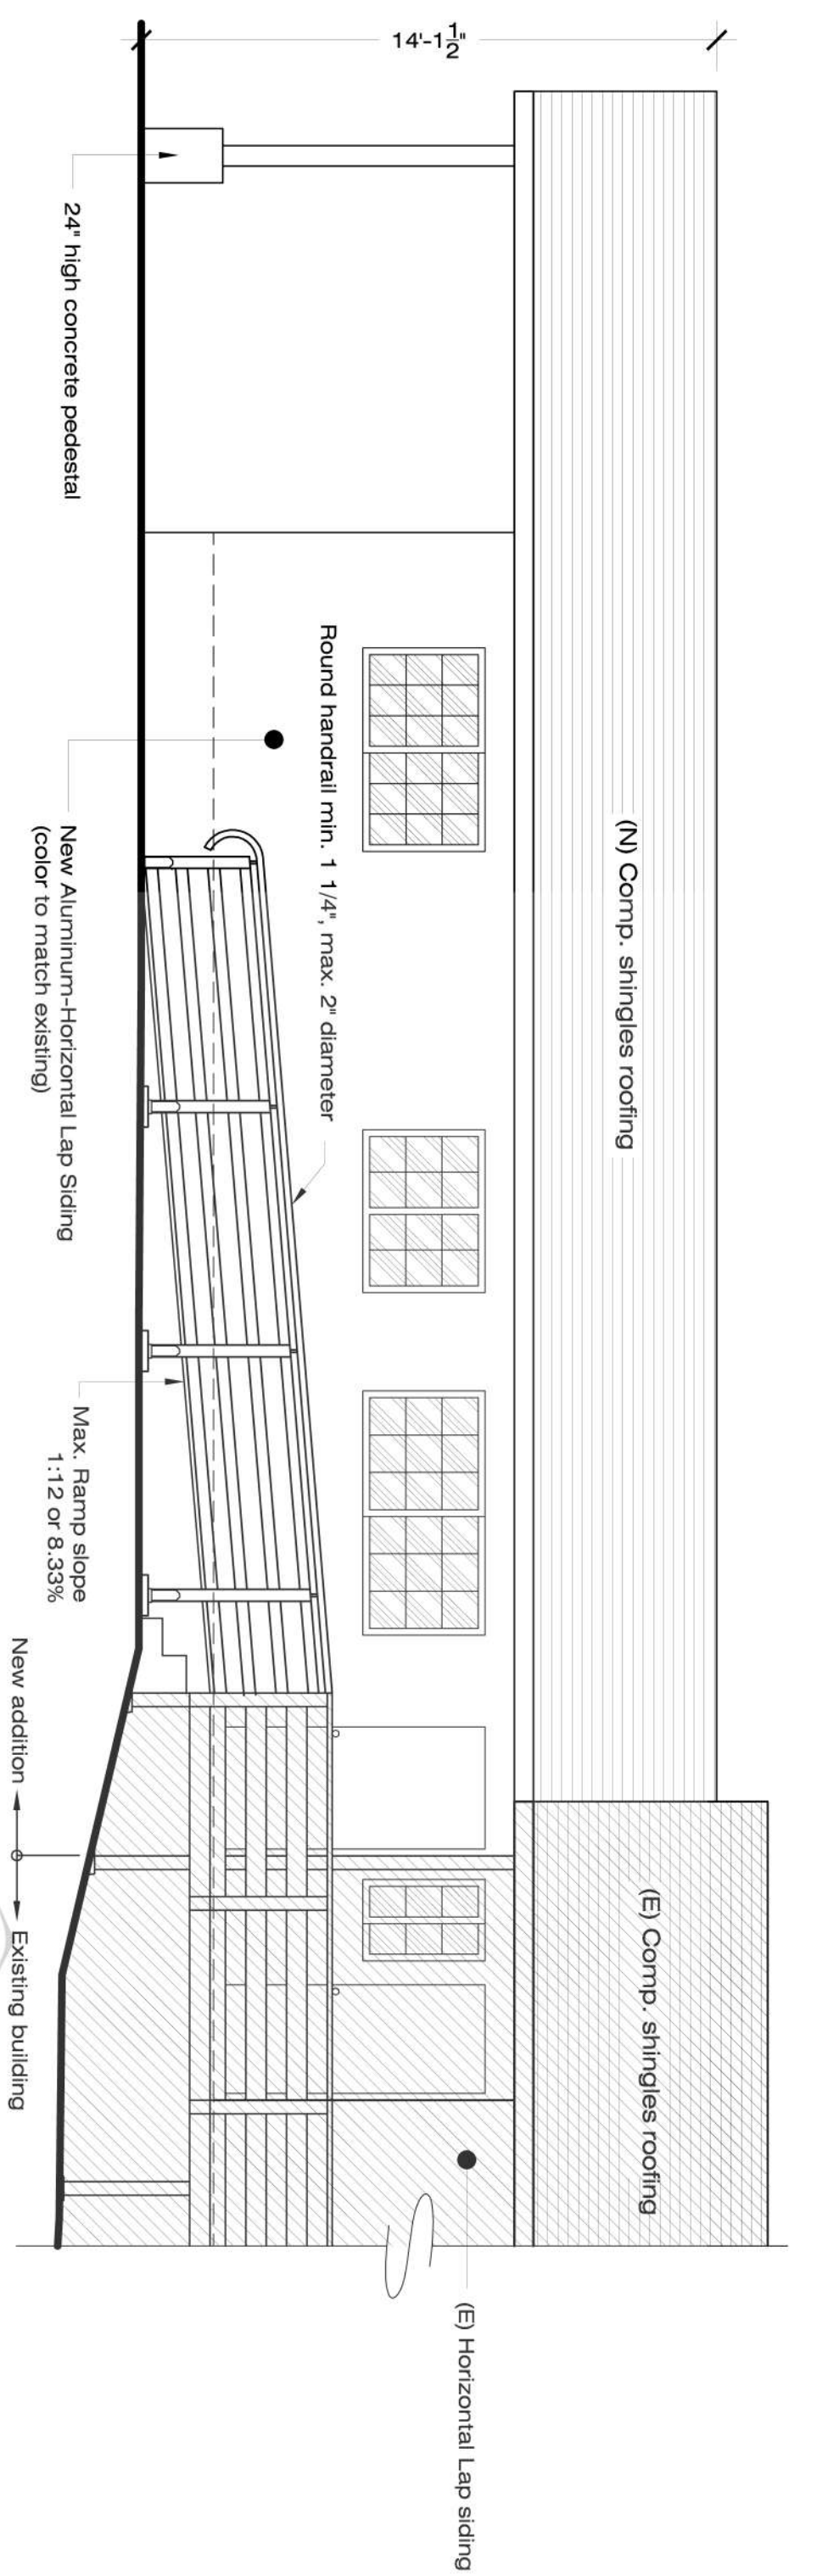 14'-1 1/2"
(N) Comp. shingles roofing
(E) Comp. shingles roofing
Round handrail min. 1 1/4", max. 2" diameter
(E) Horizontal Lap siding
24" high concrete pedestal
New Aluminum-Horizontal Lap Siding
(color to match existing)
Max. Ramp slope
1:12 or 8.33%
New addition
Existing building